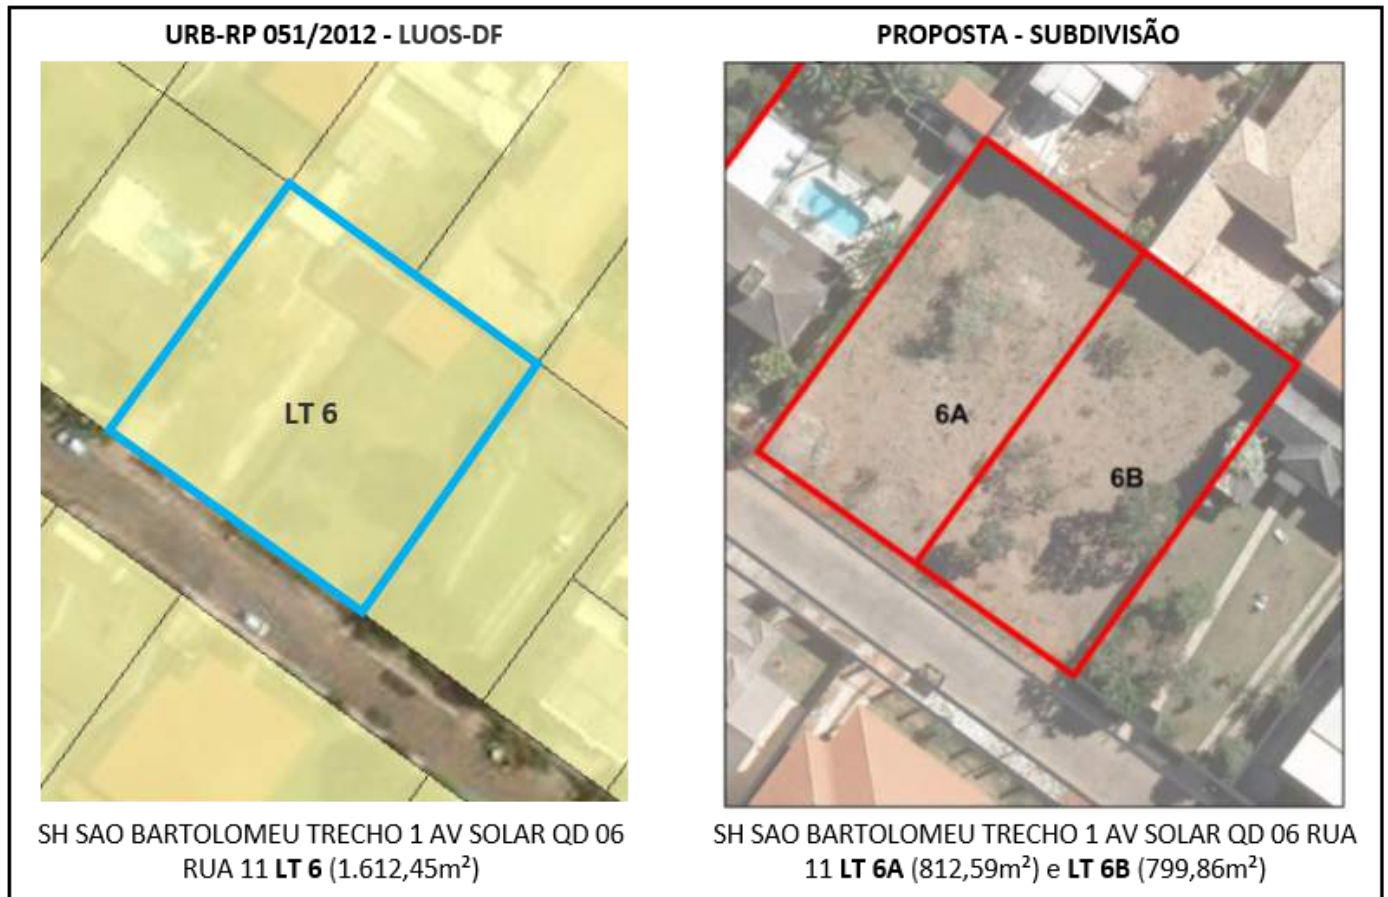 URB-RP 051/2012 - LUOS-DF
LT 6
SH SAO BARTOLOMEU TRECHO 1 AV SOLAR QD 06
RUA 11 LT 6 (1.612,45m²)
PROPOSTA - SUBDIVISÃO
6A
6B
SH SAO BARTOLOMEU TRECHO 1 AV SOLAR QD 06 RUA
11 LT 6A (812,59m²) e LT 6B (799,86m²)